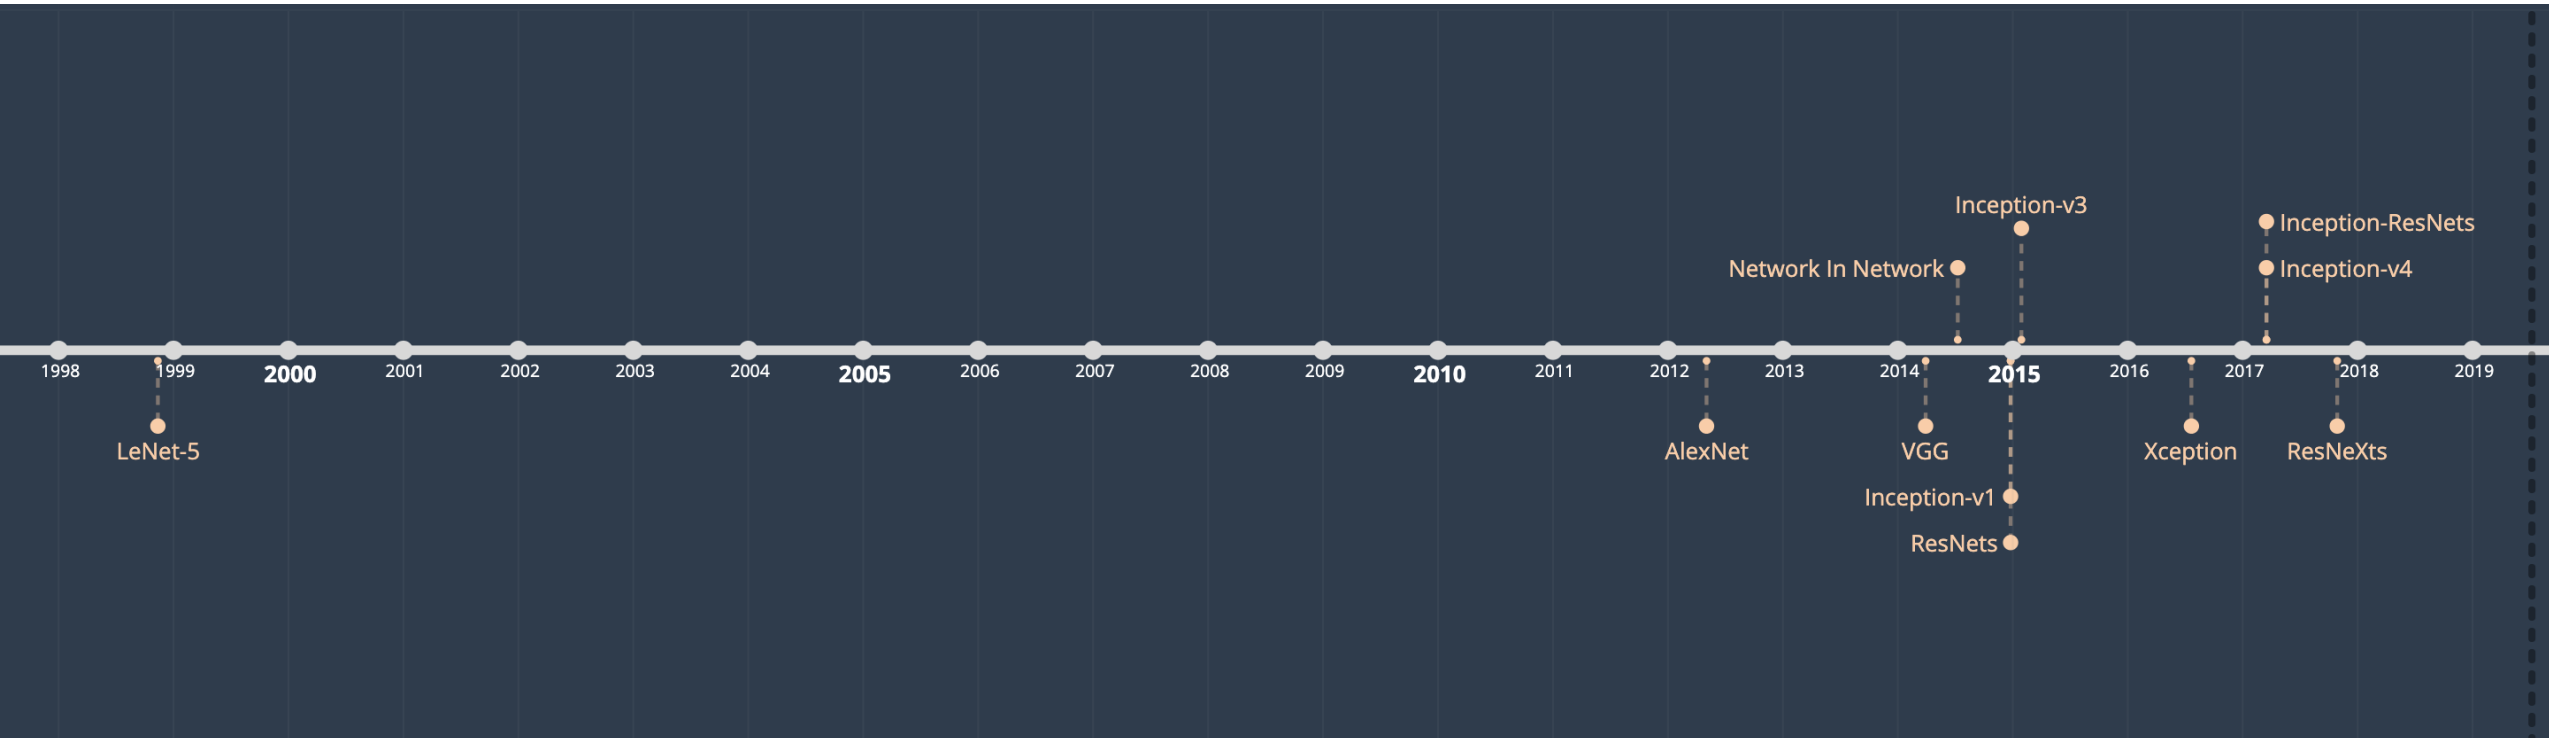 Inception-v3
Inception-ResNets
Network In Network
Inception-v4
1998
1999
2000
2001
2002
2003
2004
2005
2006
2007
2008
2009
2010
2011
2012
2013
2014
2015
2016
2017
2018
2019
LeNet-5
AlexNet
VGG
Xception
ResNeXts
Inception-v1
ResNets